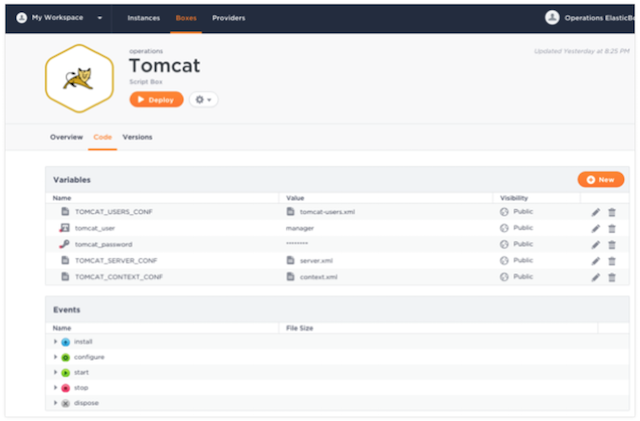 My Workspace Instances Boxes Providers Operations ElasticBo
operations
Updated Yesterday at 8:25 PM
Tomcat
Script Box
Deploy
Overview Code Versions
Variables New
Name Value Visibility
TOMCAT_USERS_CONF tomcat-users.xml Public
tomcat_user manager Public
tomcat_password ******** Public
TOMCAT_SERVER_CONF server.xml Public
TOMCAT_CONTEXT_CONF context.xml Public
Events
Name File Size
install
configure
start
stop
dispose